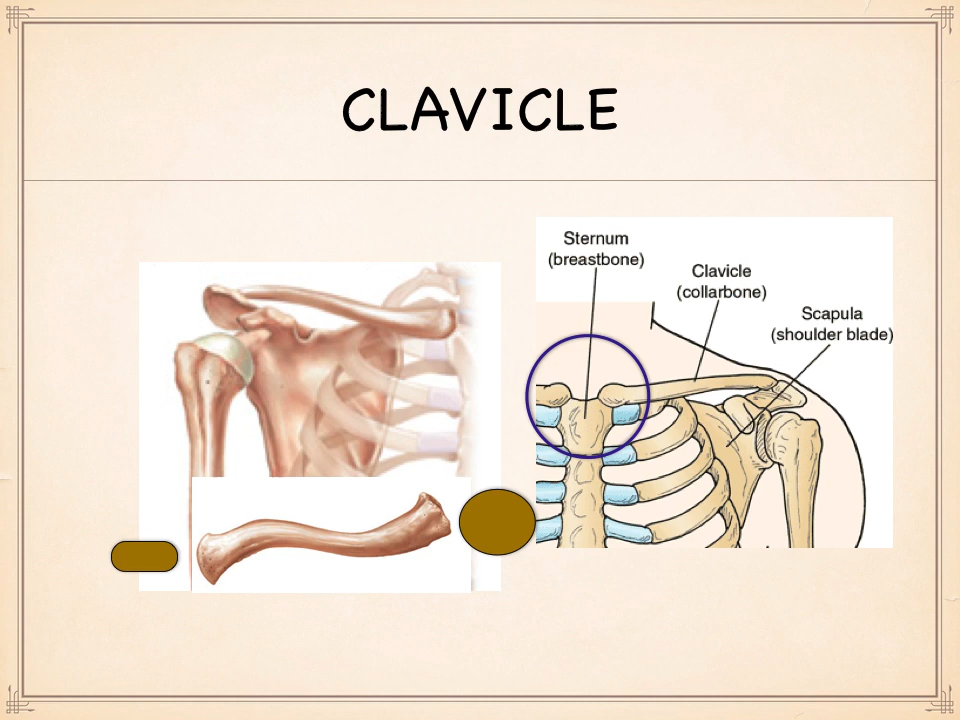 CLAVICLE
Sternum
(breastbone)
Clavicle
(collarbone)
Scapula
(shoulder blade)